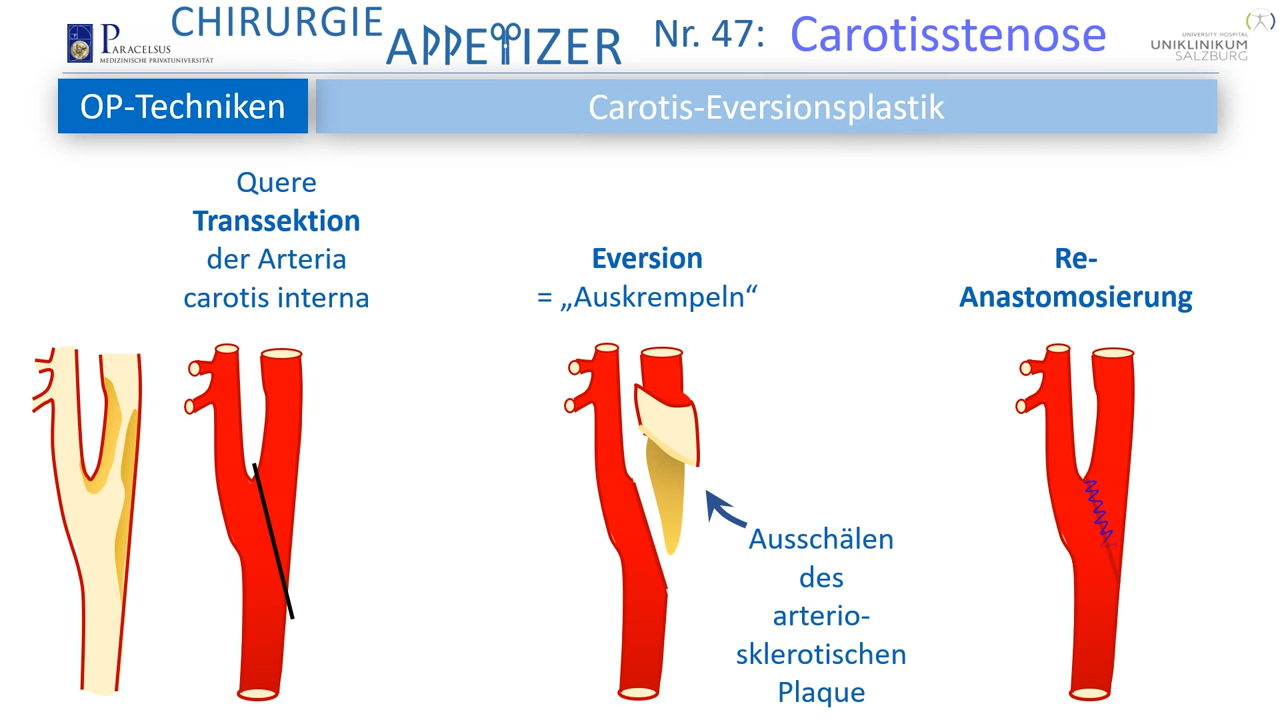 CHIRURGIE
APPETIZER
Nr. 47: Carotisstenose
PARACELSUS
MEDIZINISCHE PRIVATUNIVERSITÄT
UNIVERSITY HOSPITAL
UNIKLINIKUM
SALZBURG
OP-Techniken
Carotis-Eversionsplastik
Quere
Transsektion
der Arteria
carotis interna
Eversion
= „Auskrempeln“
Re-
Anastomosierung
Ausschälen
des
arterio-
sklerotischen
Plaque